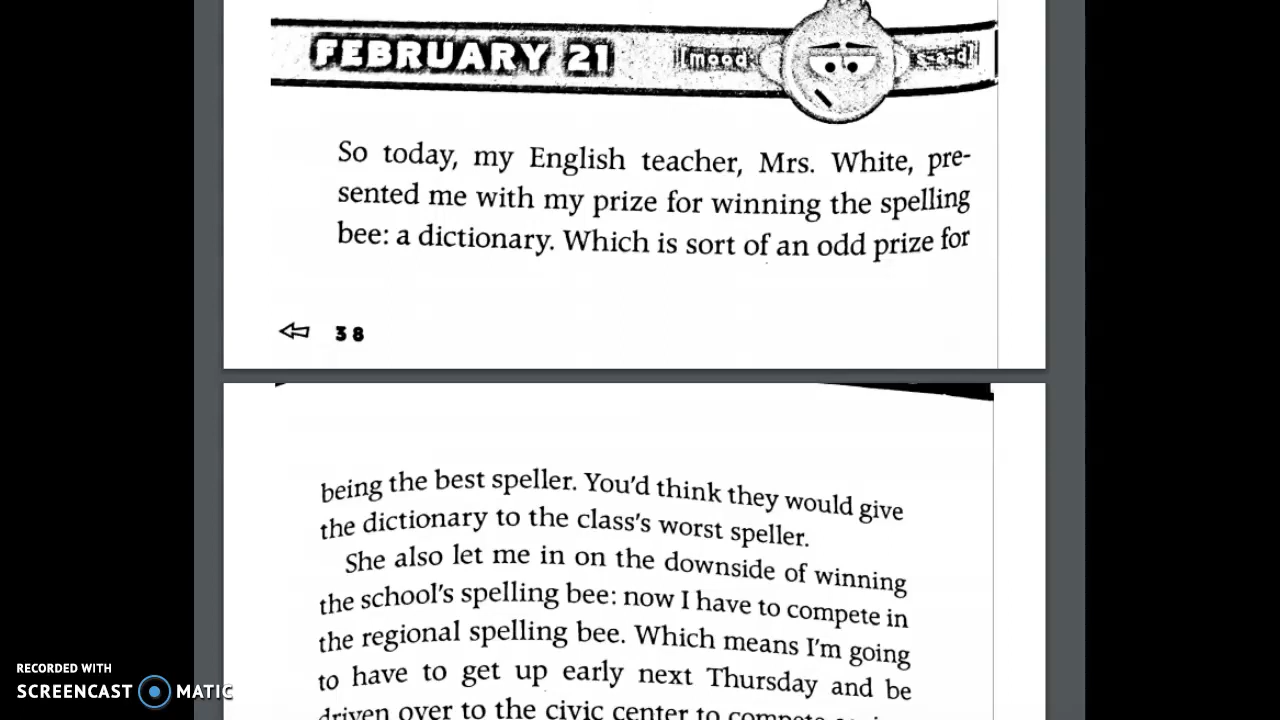 FEBRUARY 21 [mood sad]
So today, my English teacher, Mrs. White, pre-
sented me with my prize for winning the spelling
bee: a dictionary. Which is sort of an odd prize for
38
being the best speller. You'd think they would give
the dictionary to the class's worst speller.
She also let me in on the downside of winning
the school's spelling bee: now I have to compete in
the regional spelling bee. Which means I'm going
to have to get up early next Thursday and be
driven over to the civic center to compete
RECORDED WITH
SCREENCAST MATIC